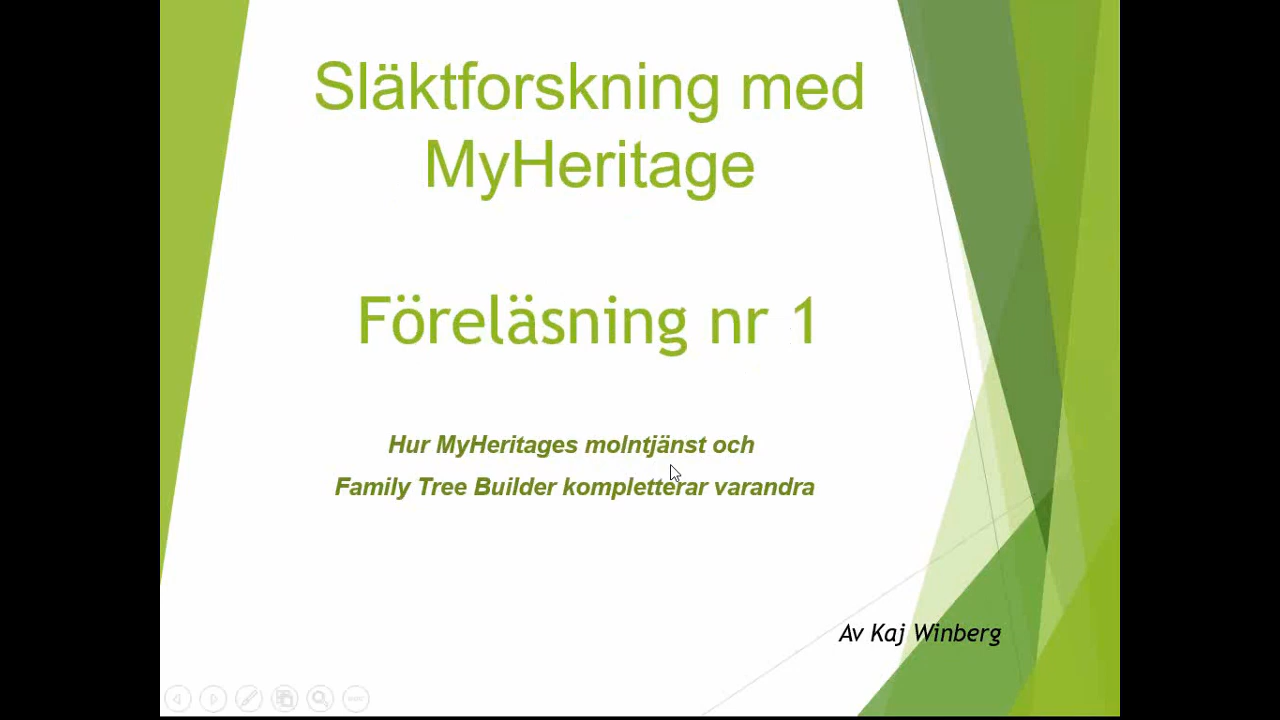 Släktforskning med
MyHeritage
Föreläsning nr 1
Hur MyHeritages molntjänst och
Family Tree Builder kompletterar varandra
Av Kaj Winberg